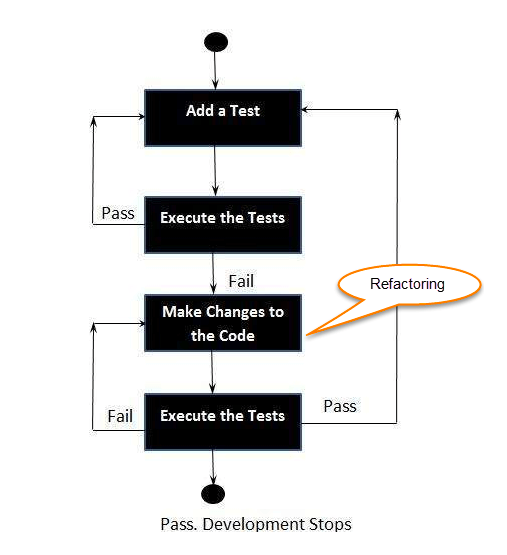 Add a Test
Pass
Execute the Tests
Fail
Refactoring
Make Changes to
the Code
Fail
Execute the Tests
Pass
Pass. Development Stops